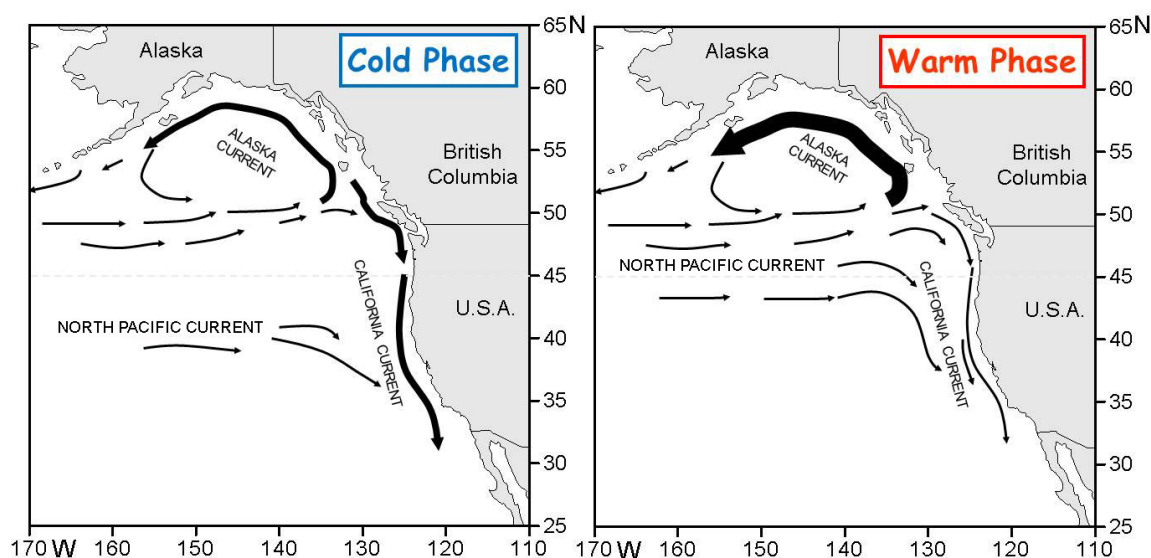 65 N
Alaska
Cold Phase
60
ALASKA
CURRENT
55
British
Columbia
50
45
U.S.A.
NORTH PACIFIC CURRENT
CALIFORNIA CURRENT
40
35
30
25
170 W 160 150 140 130 120 110
65 N
Alaska
Warm Phase
60
ALASKA
CURRENT
55
British
Columbia
50
NORTH PACIFIC CURRENT
45
CALIFORNIA CURRENT
U.S.A.
40
35
30
25
170 W 160 150 140 130 120 110